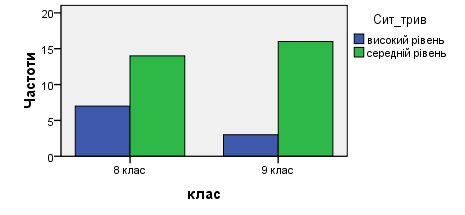 Сит_трив
високий рівень
середній рівень
Частоти
20
15
10
5
0
8 клас
9 клас
клас